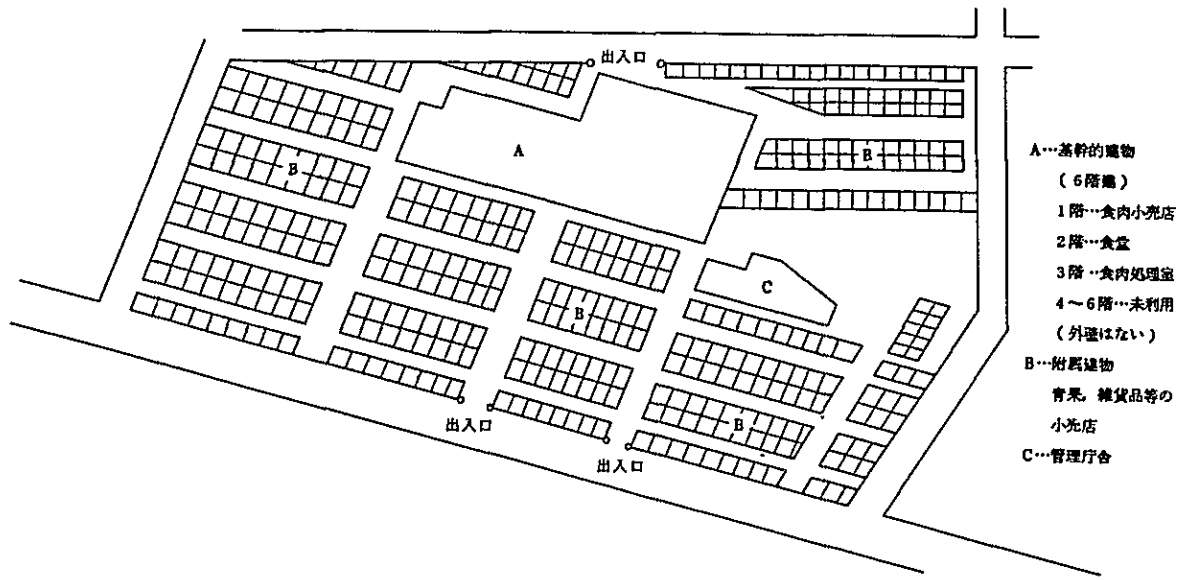 出入口
A
B
B
C
B
B
出入口
出入口
A…基幹的建物
(6階建)
1階…食肉小売店
2階…食堂
3階…食肉処理室
4～6階…未利用
(外壁はない)
B…附属建物
青果,雑貨品等の
小売店
C…管理庁舎